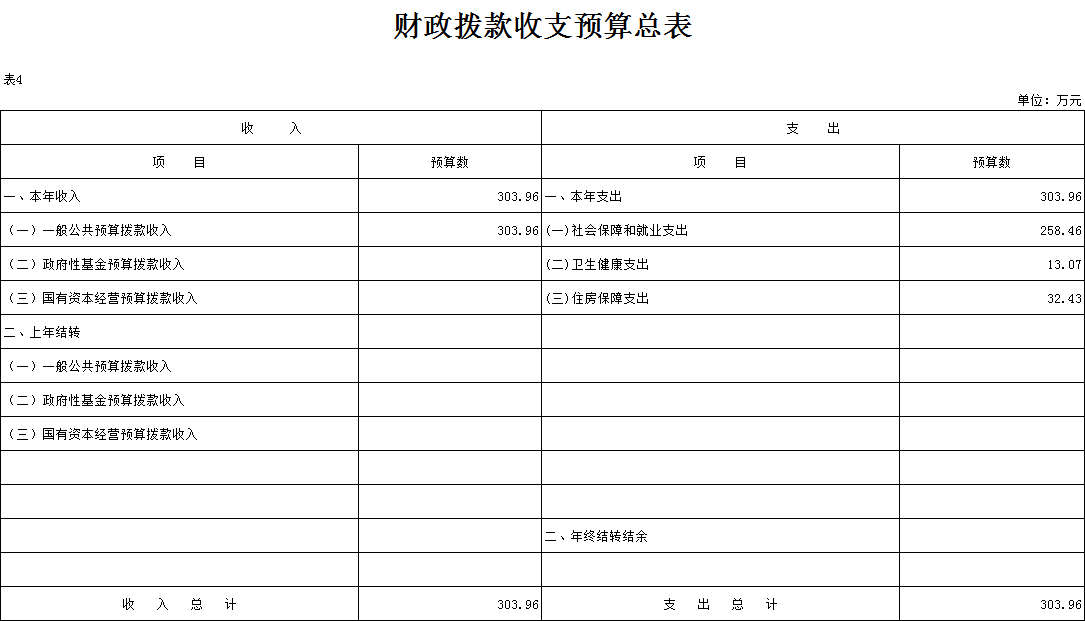 财政拨款收支预算总表
表4
单位：万元
收 入 支 出
项 目 预算数 项 目 预算数
一、本年收入 303.96 一、本年支出 303.96
（一）一般公共预算拨款收入 303.96 (一)社会保障和就业支出 258.46
（二）政府性基金预算拨款收入 (二)卫生健康支出 13.07
（三）国有资本经营预算拨款收入 (三)住房保障支出 32.43
二、上年结转
（一）一般公共预算拨款收入
（二）政府性基金预算拨款收入
（三）国有资本经营预算拨款收入
二、年终结转结余
收 入 总 计 303.96 支 出 总 计 303.96